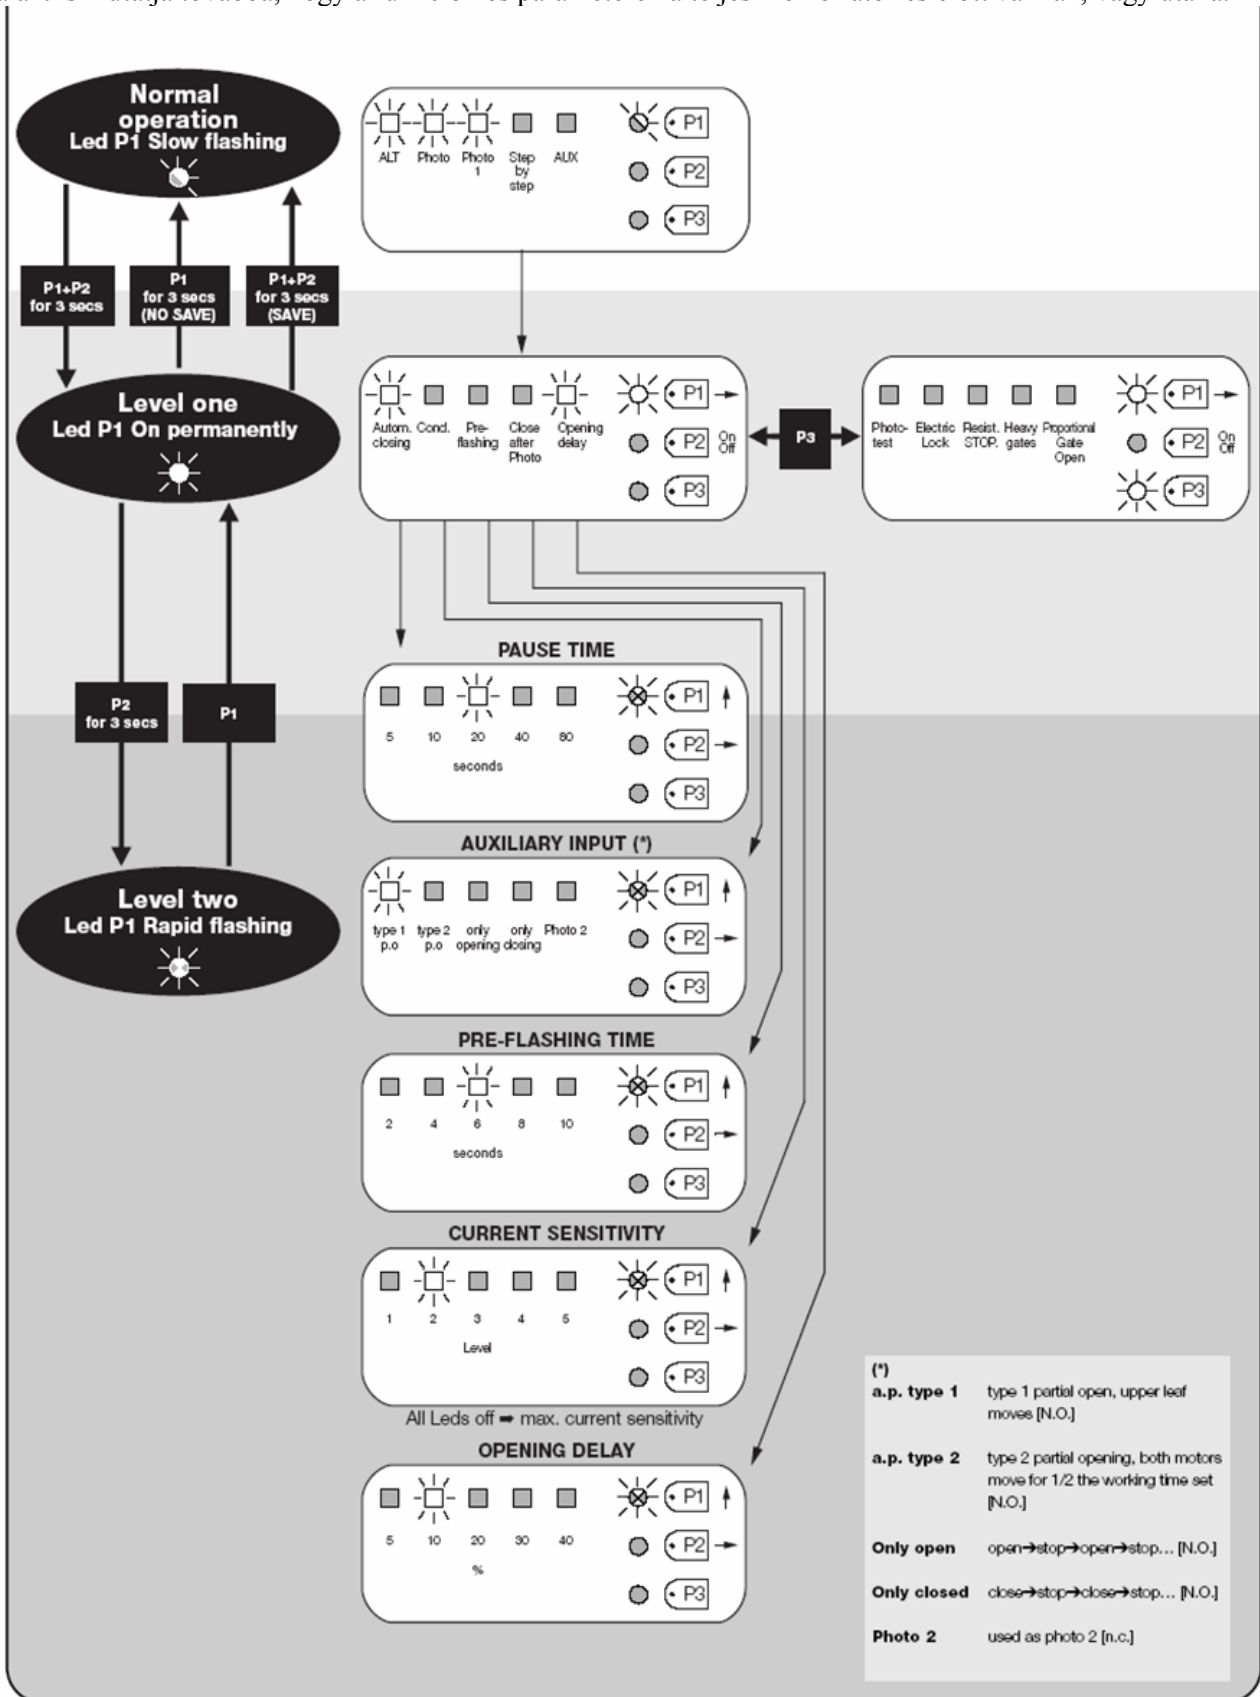 mutatja továbbá, hogy vagy utána.
Normal
operation
Led P1 Slow flashing
ALT Photo Photo 1 Step by step AUX
P1
P2
P3
P1+P2
for 3 secs
P1
for 3 secs
(NO SAVE)
P1+P2
for 3 secs
(SAVE)
Level one
Led P1 On permanently
Autom. closing Cond. Pre-flashing Close after Photo Opening delay
P1
P2 On Off
P3
P3
Photo-test Electric Lock Resist. STOP. Heavy gates Proportional Gate Open
P1
P2 On Off
P3
P2
for 3 secs
P1
Level two
Led P1 Rapid flashing
PAUSE TIME
5 10 20 40 80
seconds
P1
P2
P3
AUXILIARY INPUT (*)
type 1 p.o type 2 p.o only opening only closing Photo 2
P1
P2
P3
PRE-FLASHING TIME
2 4 6 8 10
seconds
P1
P2
P3
CURRENT SENSITIVITY
1 2 3 4 5
Level
P1
P2
P3
All Leds off ➡ max. current sensitivity
OPENING DELAY
5 10 20 30 40
%
P1
P2
P3
(*)
a.p. type 1 type 1 partial open, upper leaf
moves [N.O.]
a.p. type 2 type 2 partial opening, both motors
move for 1/2 the working time set
[N.O.]
Only open open➔stop➔open➔stop... [N.O.]
Only closed close➔stop➔close➔stop... [N.O.]
Photo 2 used as photo 2 [n.c.]